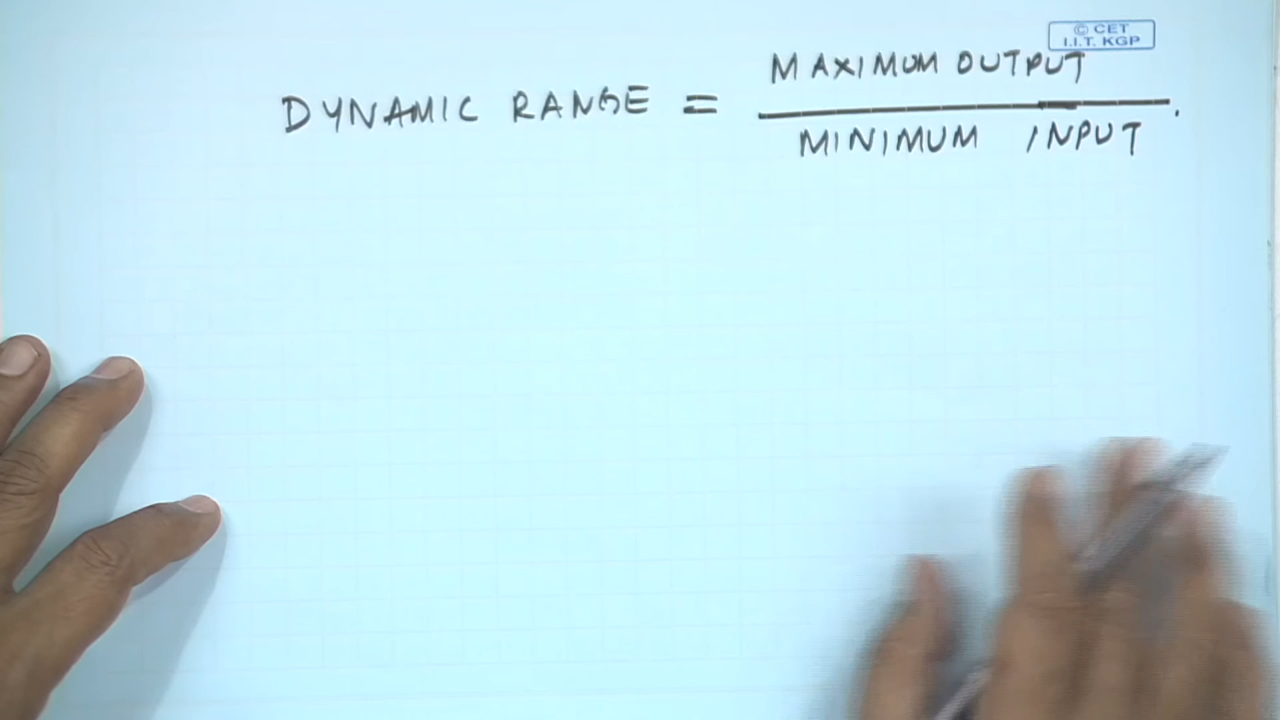 © CET
I.I.T. KGP
DYNAMIC RANGE = MAXIMUM OUTPUT
MINIMUM INPUT.